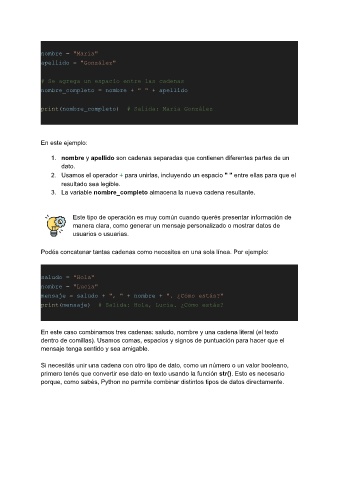 nombre = "María"
apellido = "González"
# Se agrega un espacio entre las cadenas
nombre_completo = nombre + " " + apellido
print(nombre_completo)  # Salida: María González
En este ejemplo:
1. nombre y apellido son cadenas separadas que contienen diferentes partes de un
dato.
2. Usamos el operador + para unirlas, incluyendo un espacio " " entre ellas para que el
resultado sea legible.
3. La variable nombre_completo almacena la nueva cadena resultante.
Este tipo de operación es muy común cuando querés presentar información de
manera clara, como generar un mensaje personalizado o mostrar datos de
usuarios o usuarias.
Podés concatenar tantas cadenas como necesites en una sola línea. Por ejemplo:
saludo = "Hola"
nombre = "Lucía"
mensaje = saludo + ", " + nombre + ", ¿Cómo estás?"
print(mensaje)  # Salida: Hola, Lucía, ¿Cómo estás?
En este caso combinamos tres cadenas: saludo, nombre y una cadena literal (el texto
dentro de comillas). Usamos comas, espacios y signos de puntuación para hacer que el
mensaje tenga sentido y sea amigable.
Si necesitás unir una cadena con otro tipo de dato, como un número o un valor booleano,
primero tenés que convertir ese dato en texto usando la función str(). Esto es necesario
porque, como sabés, Python no permite combinar distintos tipos de datos directamente.